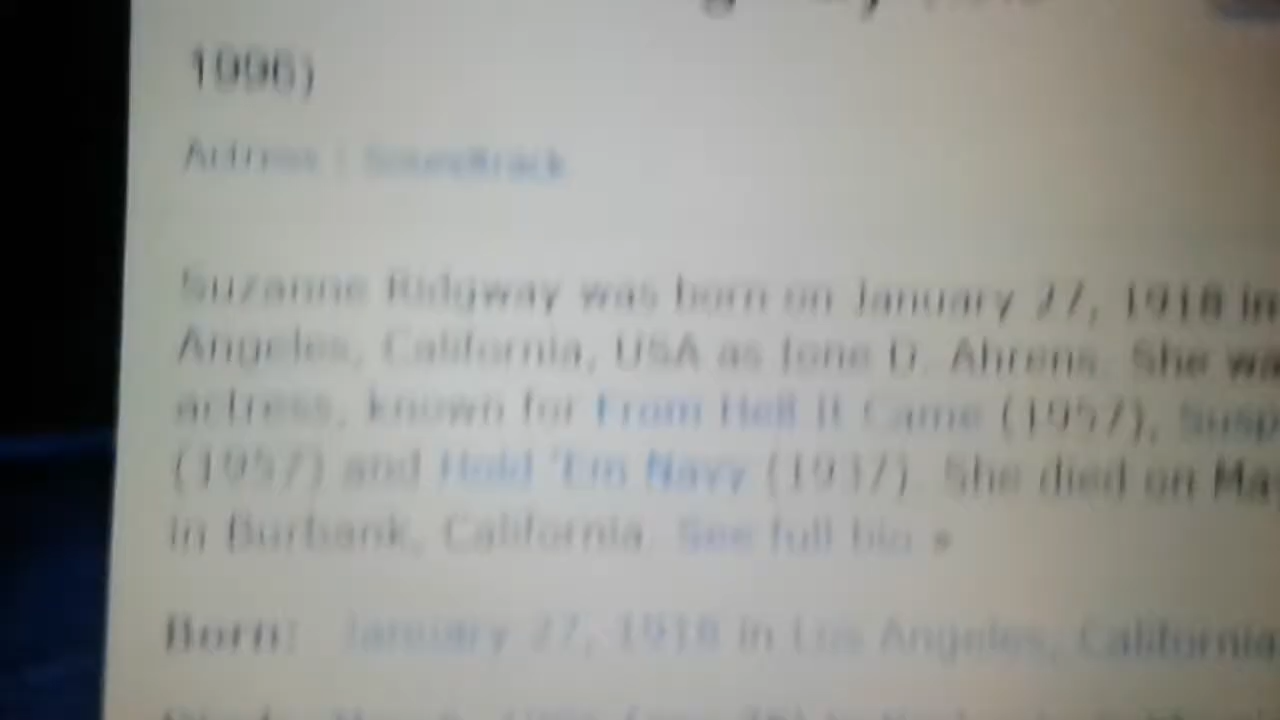 1996)
Actress | Soundtrack
Suzanne Ridgway was born on January 27, 1918 in
Angeles, California, USA as Ione D. Ahrens. She wa
actress, known for From Hell It Came (1957), Susp
(1957) and Hold 'Em Navy (1937). She died on Ma
in Burbank, California. See full bio »
Born: January 27, 1918 in Los Angeles, California